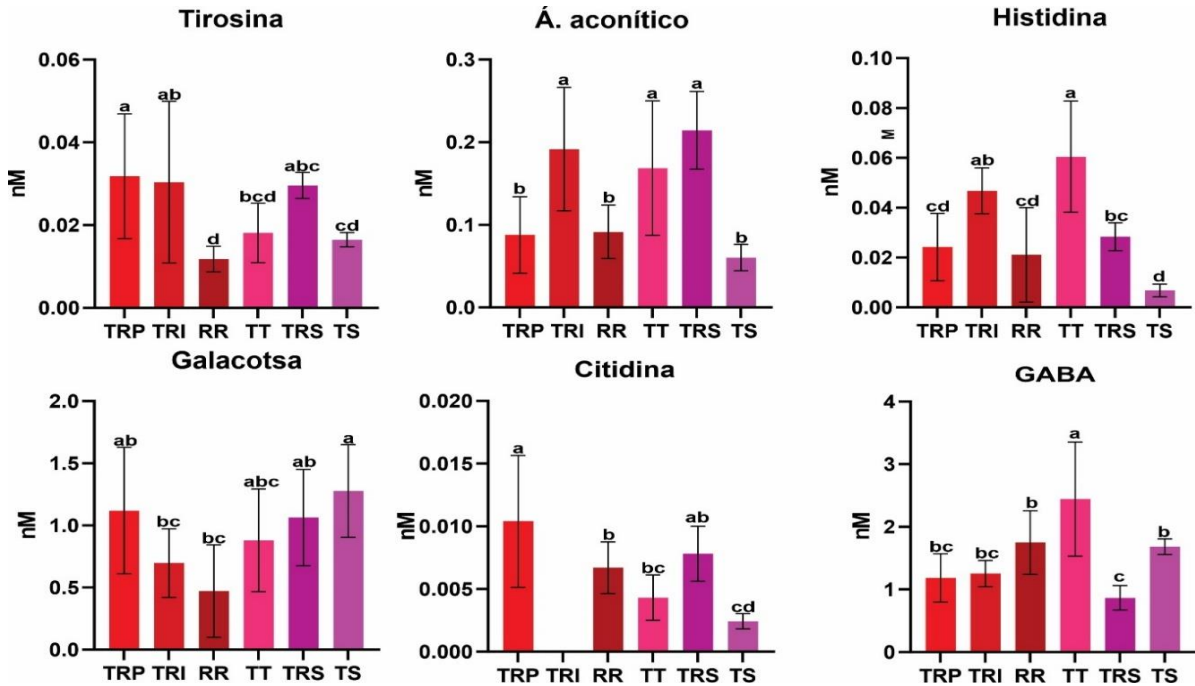 Tirosina
0.06
0.04
0.02
0.00
nM
a
ab
d
bcd
abc
cd
TRP TRI RR TT TRS TS
Á. aconítico
0.3
0.2
0.1
0.0
nM
b
a
b
a
a
b
TRP TRI RR TT TRS TS
Histidina
0.10
0.08
0.06
0.04
0.02
0.00
nM
M
cd
ab
cd
a
bc
d
TRP TRI RR TT TRS TS
Galacotsa
2.0
1.5
1.0
0.5
0.0
nM
ab
bc
bc
abc
ab
a
TRP TRI RR TT TRS TS
Citidina
0.020
0.015
0.010
0.005
0.000
nM
a
b
bc
ab
cd
TRP TRI RR TT TRS TS
GABA
4
3
2
1
0
nM
bc
bc
b
a
c
b
TRP TRI RR TT TRS TS